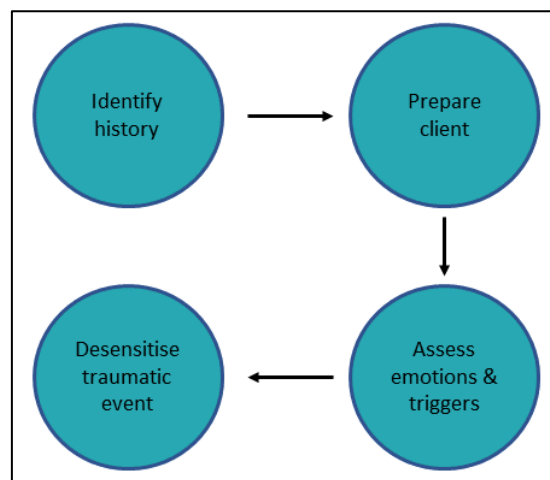 Identify
history
Prepare
client
Assess
emotions &
triggers
Desensitise
traumatic
event